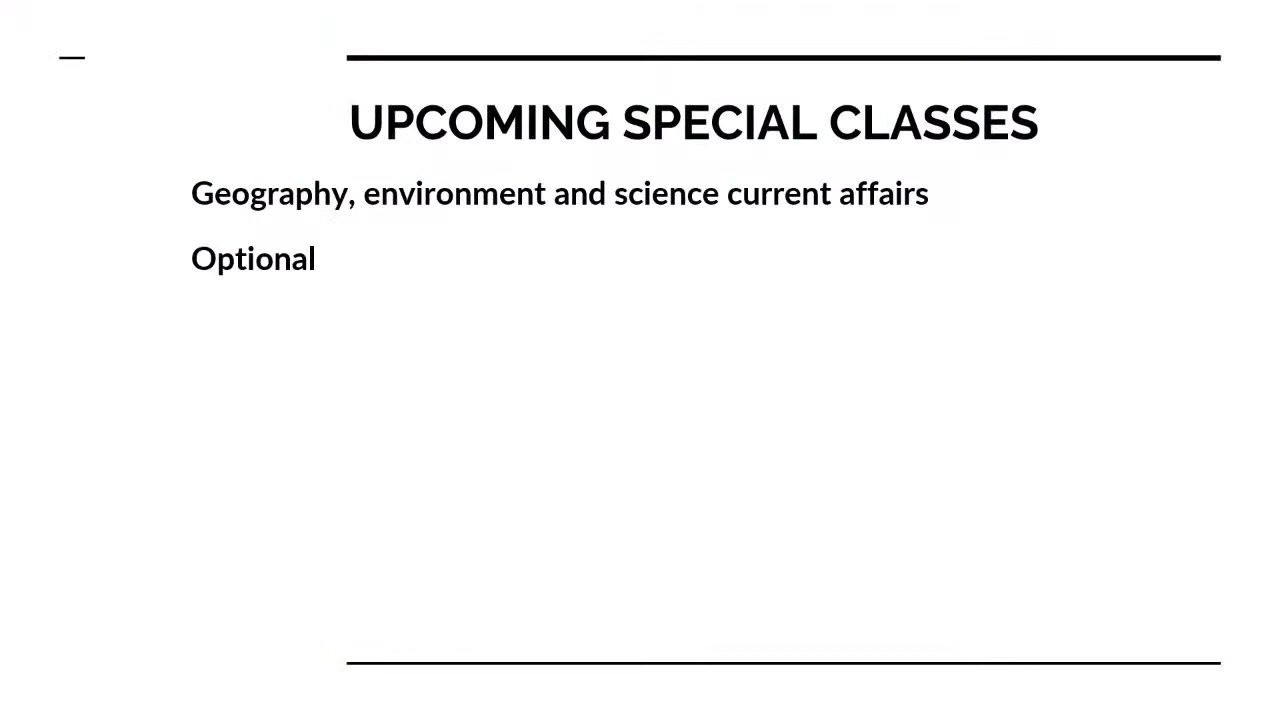 UPCOMING SPECIAL CLASSES
Geography, environment and science current affairs
Optional